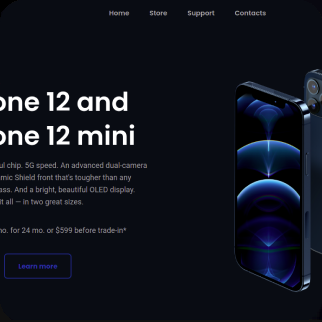 Home Store Support Contacts
one 12 and
one 12 mini
ul chip. 5G speed. An advanced dual-camera
mic Shield front that's tougher than any
ass. And a bright, beautiful OLED display.
it all — in two great sizes.
mo. for 24 mo. or $599 before trade-in*
Learn more